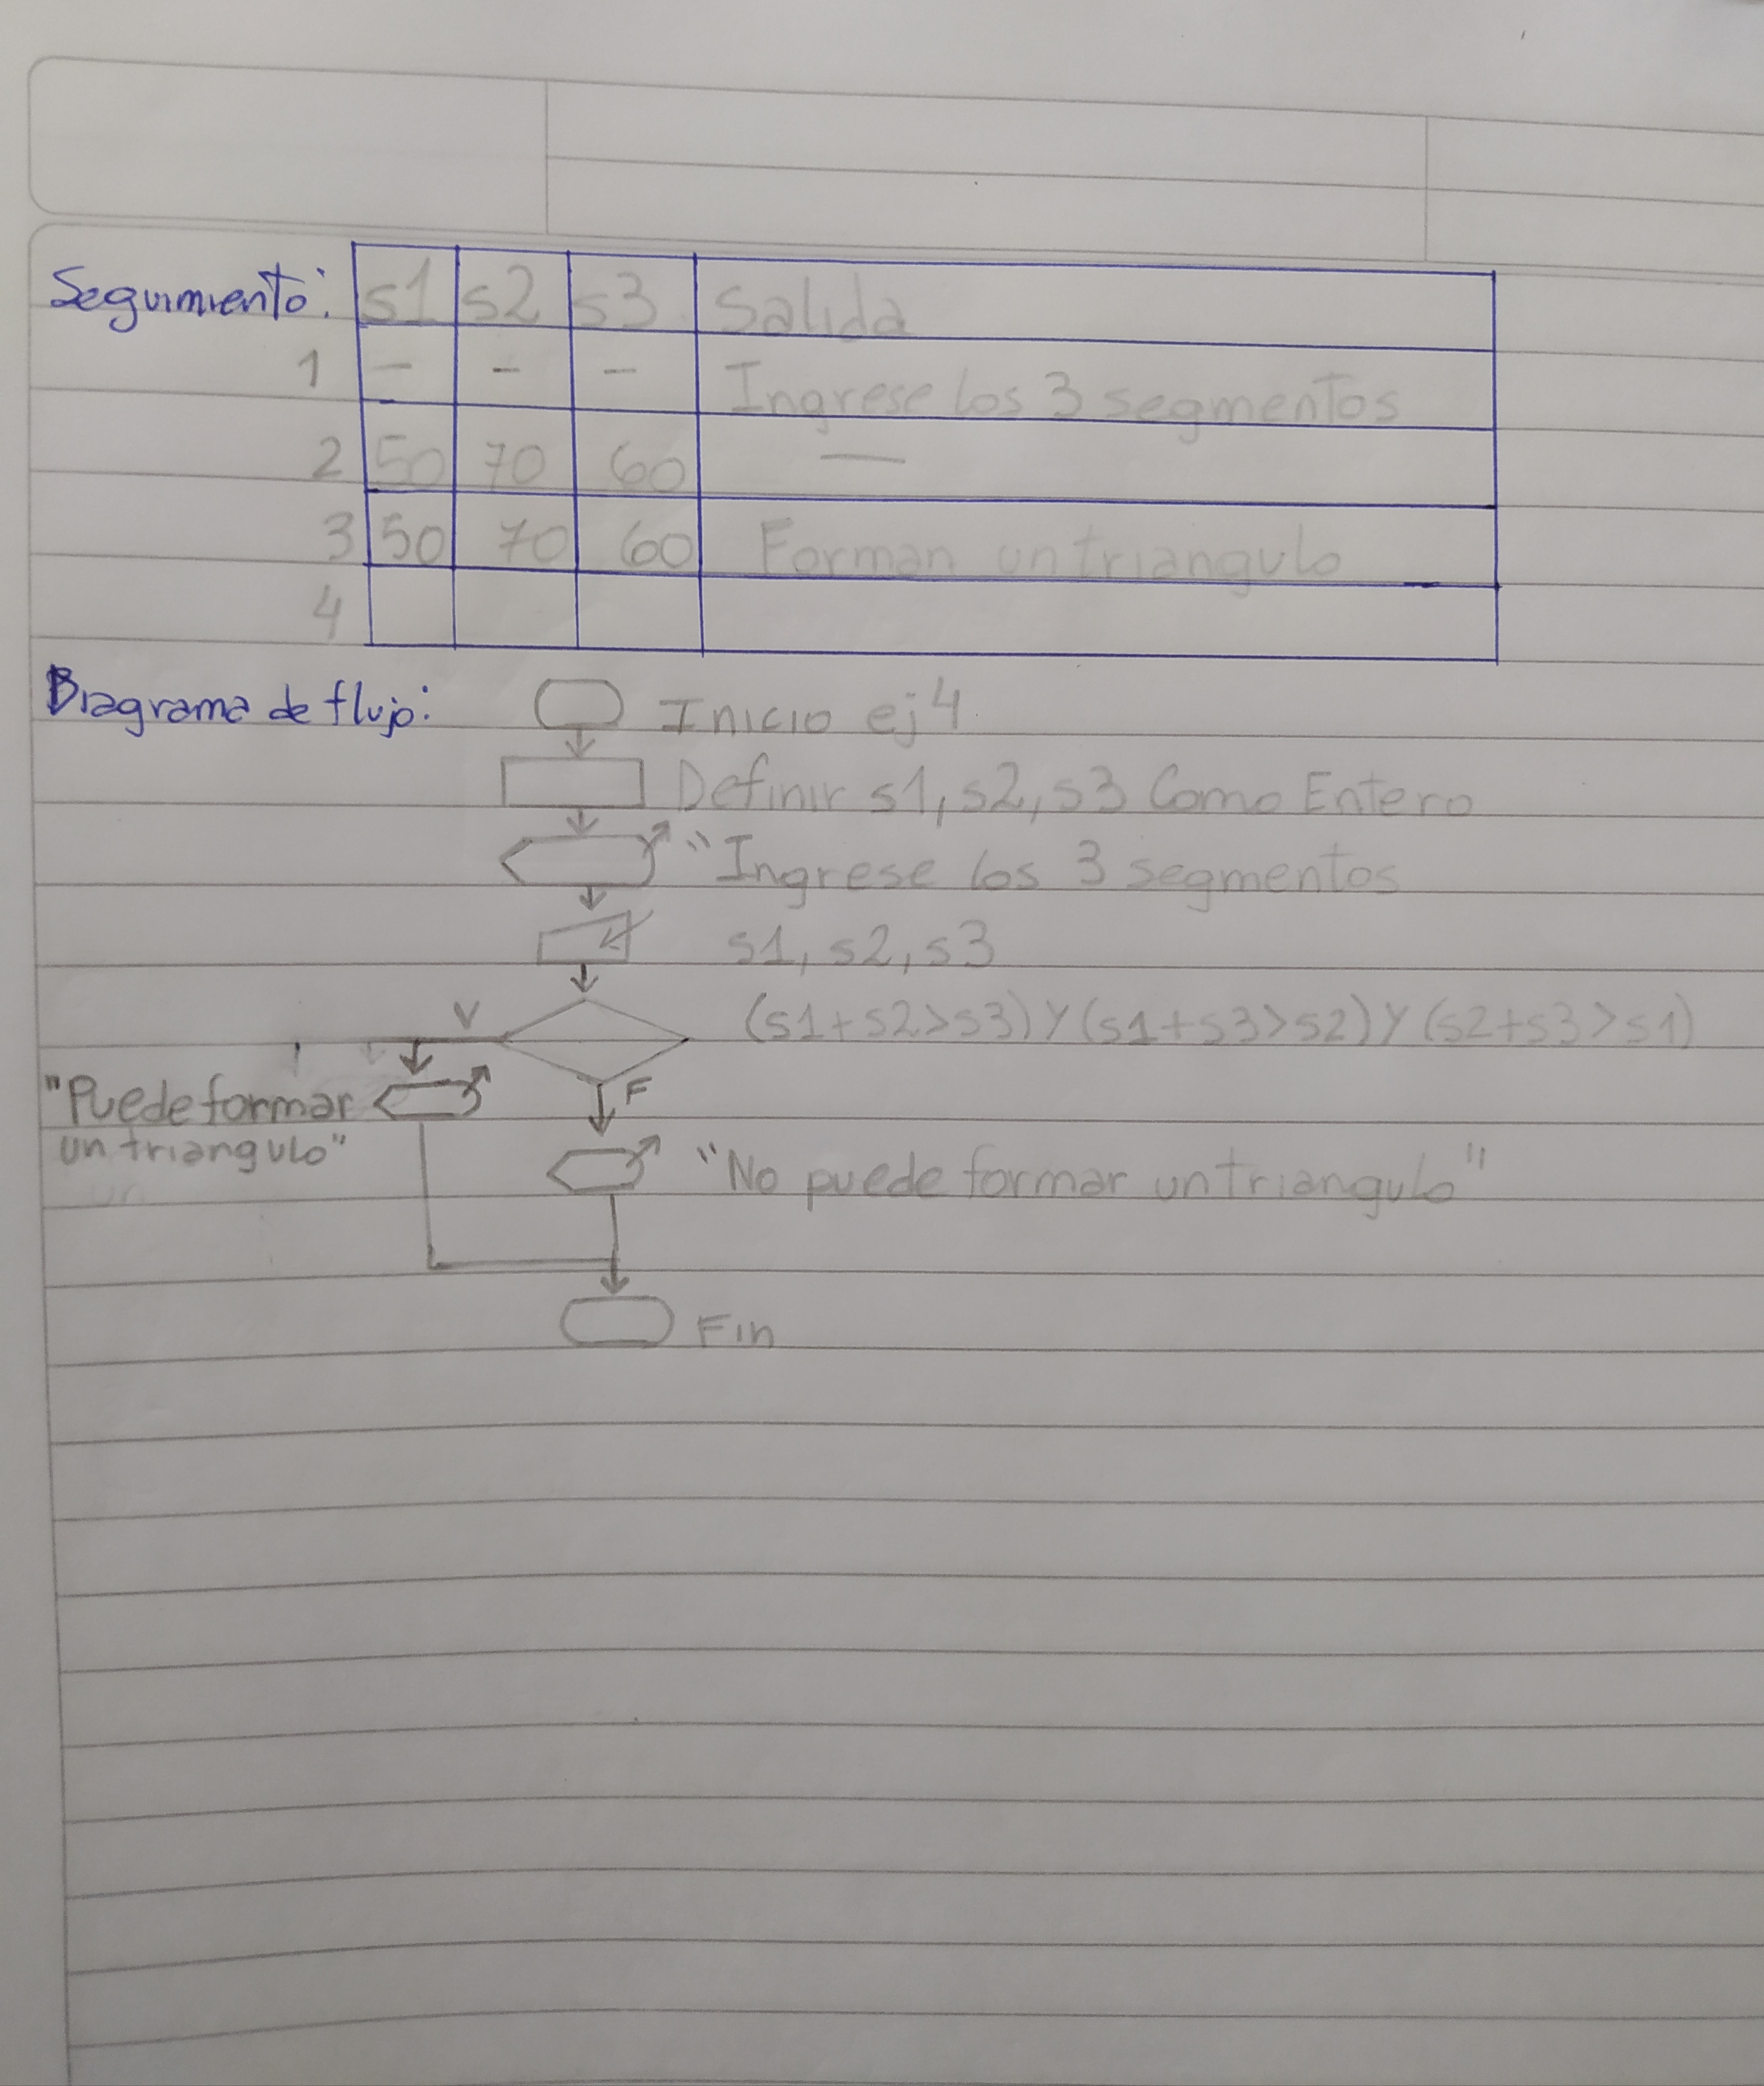 Seguimiento: s1 s2 s3 Salida
1 - - - Ingrese los 3 segmentos
2 50 70 60 —
3 50 70 60 Forman un triangulo
4
Diagrama de flujo: Inicio ej4
Definir s1, s2, s3 Como Entero
"Ingrese los 3 segmentos
s1, s2, s3
V (s1+s2>s3) Y (s1+s3>s2) Y (s2+s3>s1)
"Puede formar
un triangulo"
F
"No puede formar un triangulo"
Fin